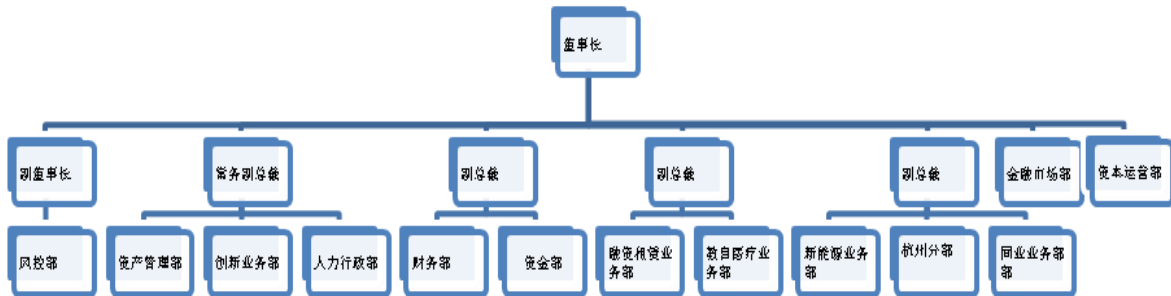 董事长
副董事长
常务副总裁
副总裁
副总裁
副总裁
金融市场部
资本运营部
风控部
资产管理部
创新业务部
人力行政部
财务部
资金部
融资租赁业
务部
教自医疗业
务部
新能源业务
部
杭州分部
同业业务部
部